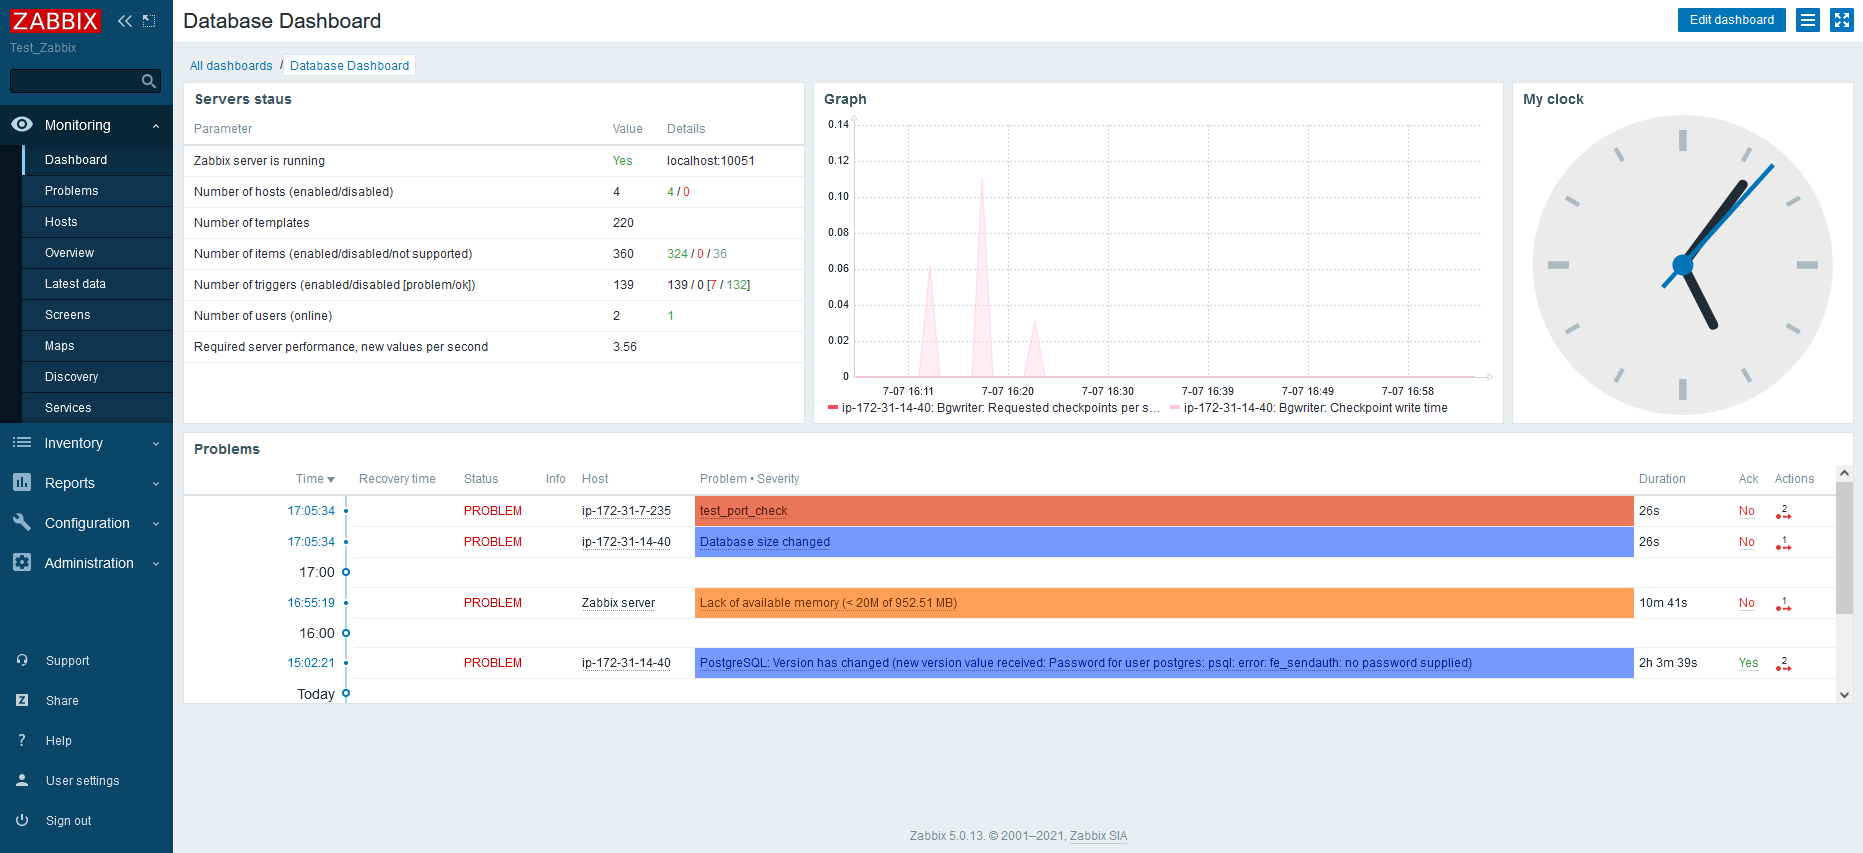 ZABBIX
Test_Zabbix
Monitoring
Dashboard
Problems
Hosts
Overview
Latest data
Screens
Maps
Discovery
Services
Inventory
Reports
Configuration
Administration
Support
Share
Help
User settings
Sign out
Database Dashboard
Edit dashboard
All dashboards / Database Dashboard
Servers staus
Parameter Value Details
Zabbix server is running Yes localhost:10051
Number of hosts (enabled/disabled) 4 4 / 0
Number of templates 220
Number of items (enabled/disabled/not supported) 360 324 / 0 / 36
Number of triggers (enabled/disabled [problem/ok]) 139 139 / 0 [7 / 132]
Number of users (online) 2 1
Required server performance, new values per second 3.56
Graph
0.14
0.12
0.10
0.08
0.06
0.04
0.02
0
7-07 16:11 7-07 16:20 7-07 16:30 7-07 16:39 7-07 16:49 7-07 16:58
ip-172-31-14-40: Bgwriter: Requested checkpoints per s... ip-172-31-14-40: Bgwriter: Checkpoint write time
My clock
Problems
Time Recovery time Status Info Host Problem • Severity Duration Ack Actions
17:05:34 PROBLEM ip-172-31-7-235 test_port_check 26s No 2
17:05:34 PROBLEM ip-172-31-14-40 Database size changed 26s No 1
17:00
16:55:19 PROBLEM Zabbix server Lack of available memory (< 20M of 952.51 MB) 10m 41s No 1
16:00
15:02:21 PROBLEM ip-172-31-14-40 PostgreSQL: Version has changed (new version value received: Password for user postgres: psql: error: fe_sendauth: no password supplied) 2h 3m 39s Yes 2
Today
Zabbix 5.0.13. © 2001–2021, Zabbix SIA